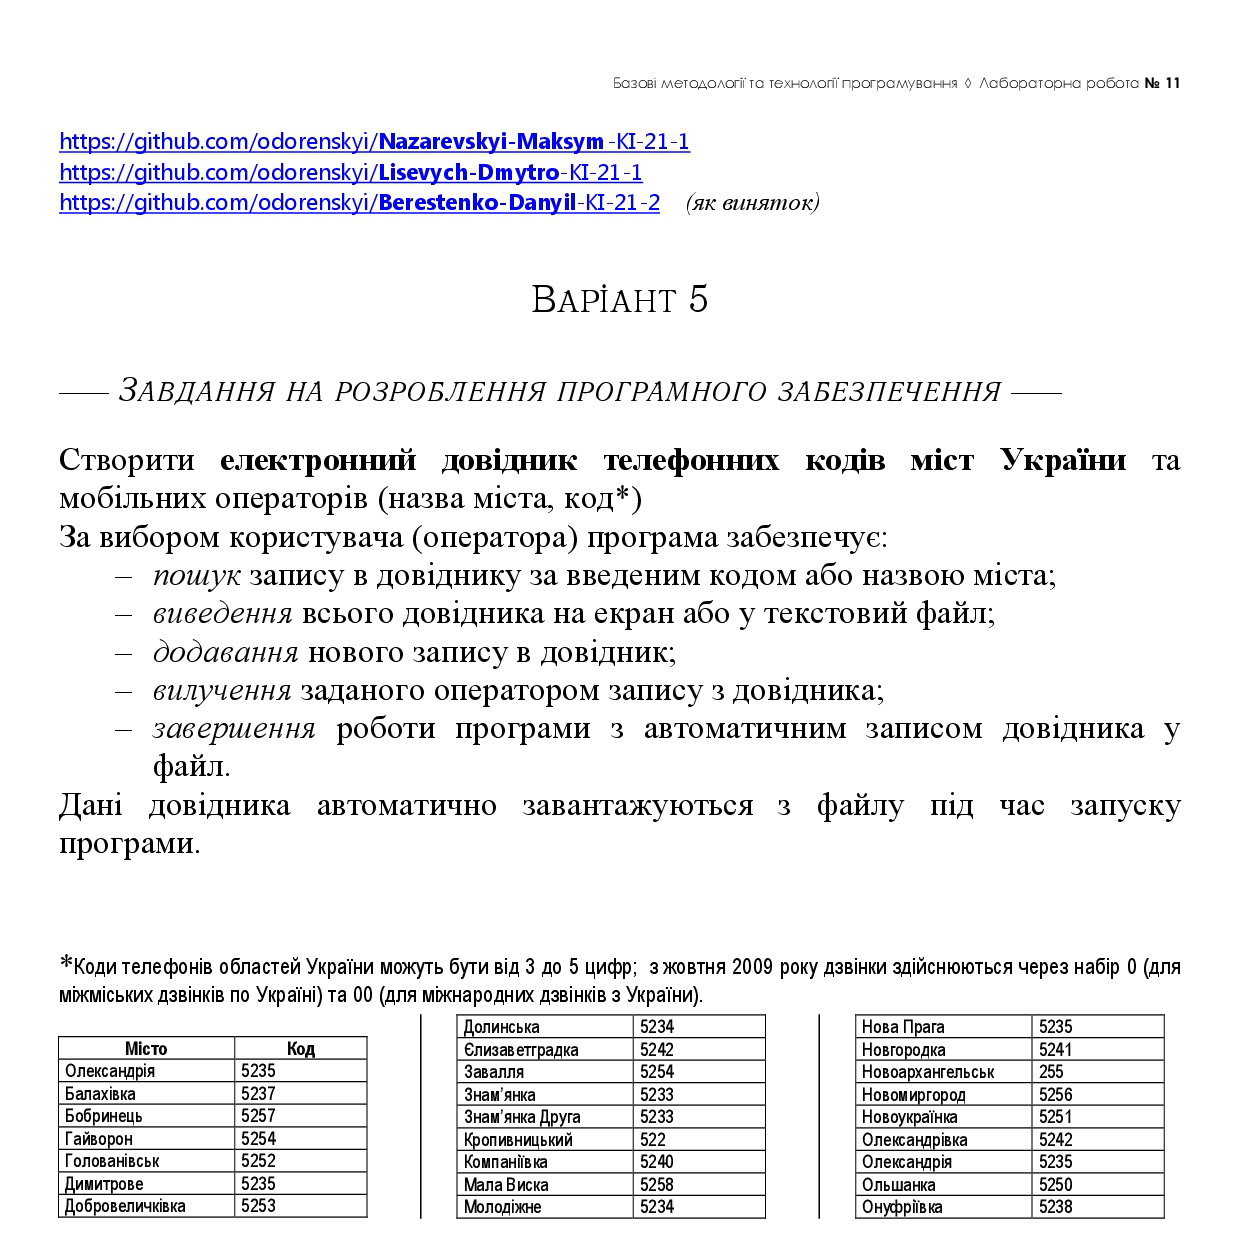 Базові методології та технології програмування ◊ Лабораторна робота № 11
https://github.com/odorenskyi/Nazarevskyi-Maksym-KI-21-1
https://github.com/odorenskyi/Lisevych-Dmytro-KI-21-1
https://github.com/odorenskyi/Berestenko-Danyil-KI-21-2 (як виняток)
ВАРІАНТ 5
—— ЗАВДАННЯ НА РОЗРОБЛЕННЯ ПРОГРАМНОГО ЗАБЕЗПЕЧЕННЯ ——
Створити електронний довідник телефонних кодів міст України та
мобільних операторів (назва міста, код*)
За вибором користувача (оператора) програма забезпечує:
– пошук запису в довіднику за введеним кодом або назвою міста;
– виведення всього довідника на екран або у текстовий файл;
– додавання нового запису в довідник;
– вилучення заданого оператором запису з довідника;
– завершення роботи програми з автоматичним записом довідника у
файл.
Дані довідника автоматично завантажуються з файлу під час запуску
програми.
*Коди телефонів областей України можуть бути від 3 до 5 цифр; з жовтня 2009 року дзвінки здійснюються через набір 0 (для
міжміських дзвінків по Україні) та 00 (для міжнародних дзвінків з України).
Місто Код
Олександрія 5235
Балахівка 5237
Бобринець 5257
Гайворон 5254
Голованівськ 5252
Димитрове 5235
Добровеличківка 5253
Долинська 5234
Єлизаветградка 5242
Завалля 5254
Знам’янка 5233
Знам’янка Друга 5233
Кропивницький 522
Компаніївка 5240
Мала Виска 5258
Молодіжне 5234
Нова Прага 5235
Новгородка 5241
Новоархангельськ 255
Новомиргород 5256
Новоукраїнка 5251
Олександрівка 5242
Олександрія 5235
Ольшанка 5250
Онуфріївка 5238